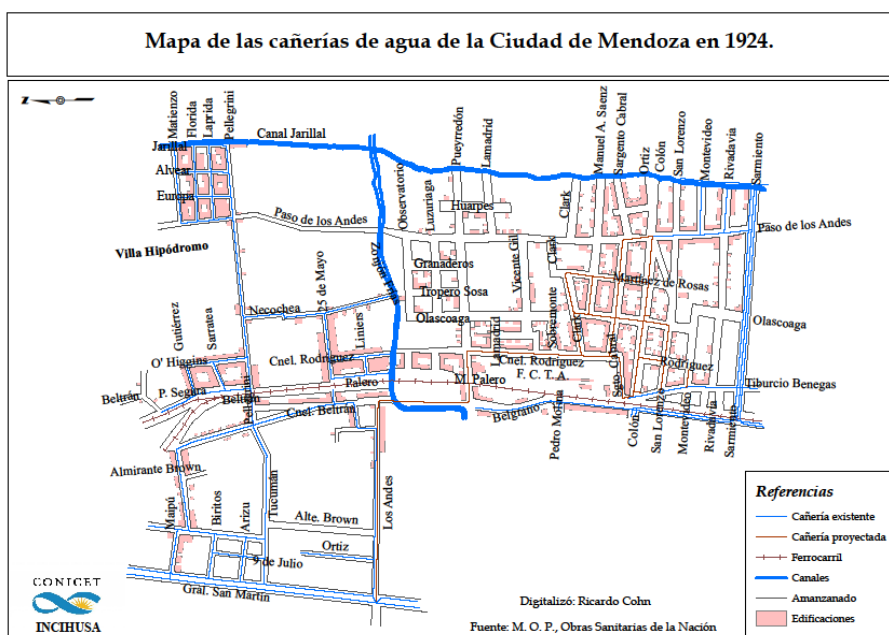 Mapa de las cañerías de agua de la Ciudad de Mendoza en 1924.
z
Matienzo
Florida
Laprida
Pellegrini
Canal Jarillal
Jarillal
Alvear
Europa
Paso de los Andes
Villa Hipódromo
Observatorio
Luzuriaga
Pueyrredón
Lamadrid
Huarpes
Clark
Manuel A. Saenz
Sargento Cabral
Ortiz
Colón
San Lorenzo
Montevideo
Rivadavia
Sarmiento
Paso de los Andes
Granaderos
Tropero Sosa
Olascoaga
Vicente Gil
Clark
Martínez de Rosas
Olascoaga
Necochea
25 de Mayo
Liniers
Gutiérrez
Sarratea
O' Higgins
Cnel. Rodríguez
Lamadrid
Sobremonte
Clark
Cnel. Rodríguez
F. C. T. A.
Sgto. Cabral
Rodríguez
Beltrán
P. Segura
Beltrán
Pellegrini
Palero
M. Palero
Tiburcio Benegas
Cnel. Beltrán
Belgrano
Pedro Molina
Colón
San Lorenzo
Montevideo
Rivadavia
Sarmiento
Almirante Brown
Maipú
Biritos
Arizu
Tucumán
Alte. Brown
Los Andes
Ortiz
9 de Julio
Gral. San Martín
CONICET
INCIHUSA
Digitalizó: Ricardo Cohn
Fuente: M. O. P., Obras Sanitarias de la Nación
Referencias
Cañería existente
Cañería proyectada
Ferrocarril
Canales
Amanzanado
Edificaciones